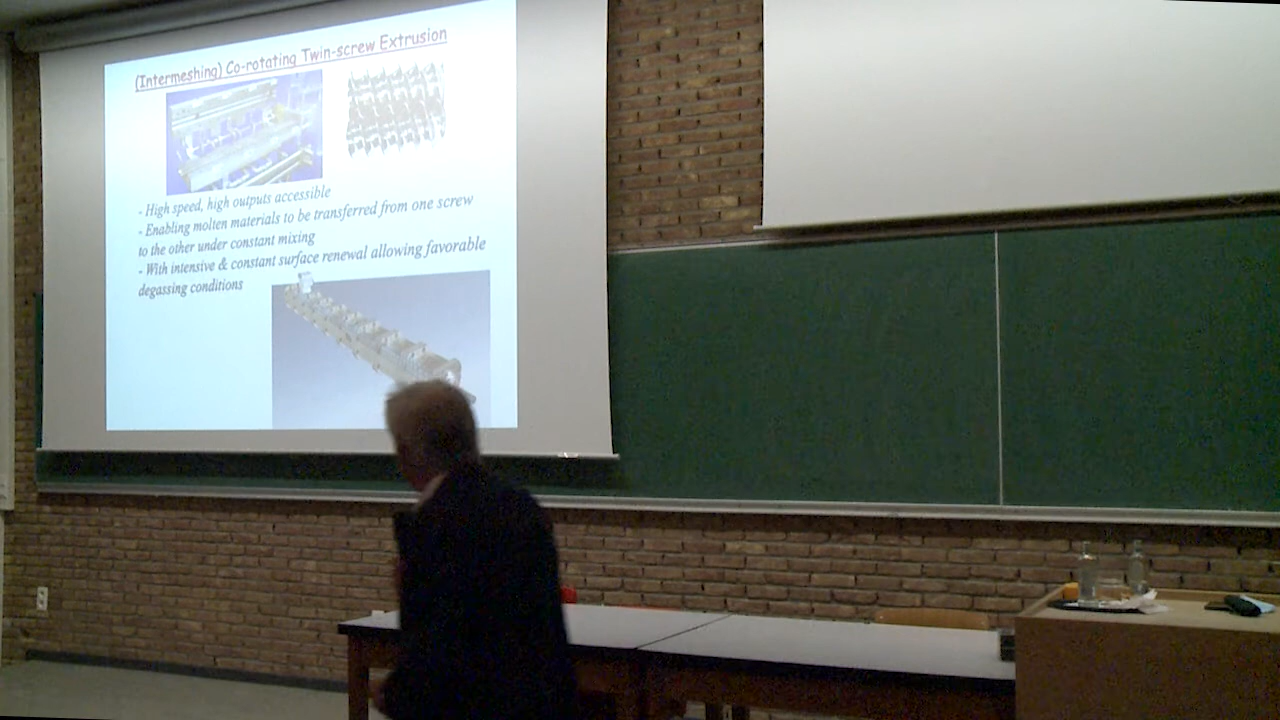 (Intermeshing) Co-rotating Twin-screw Extrusion
- High speed, high outputs accessible
- Enabling molten materials to be transferred from one screw
to the other under constant mixing
- With intensive & constant surface renewal allowing favorable
degassing conditions